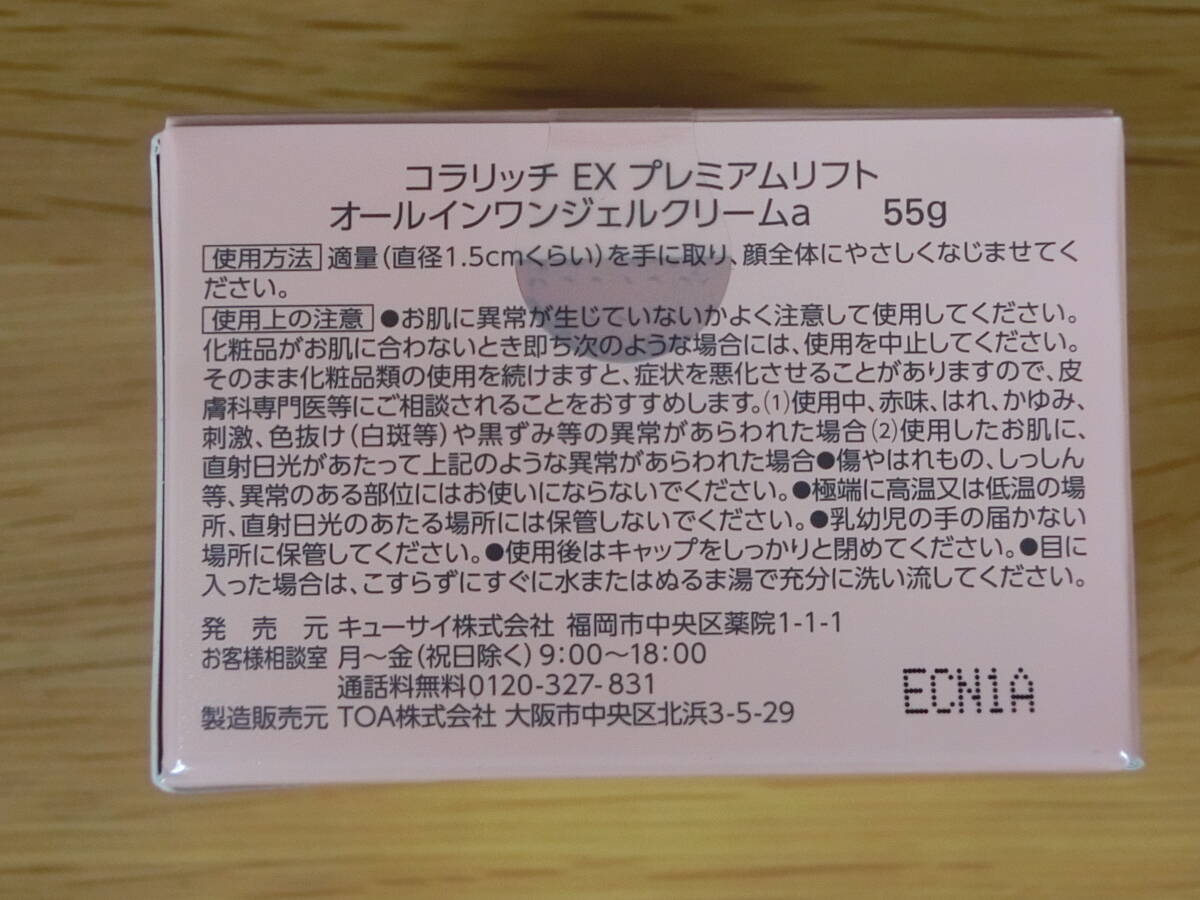 コラリッチ EX プレミアムリフト
オールインワンジェルクリームa 55g
使用方法 適量(直径1.5cmくらい)を手に取り、顔全体にやさしくなじませてく
ださい。
使用上の注意 ●お肌に異常が生じていないかよく注意して使用してください。
化粧品がお肌に合わないとき即ち次のような場合には、使用を中止してください。
そのまま化粧品類の使用を続けますと、症状を悪化させることがありますので、皮
膚科専門医等にご相談されることをおすすめします。(1)使用中、赤味、はれ、かゆみ、
刺激、色抜け(白斑等)や黒ずみ等の異常があらわれた場合(2)使用したお肌に、
直射日光があたって上記のような異常があらわれた場合●傷やはれもの、しっしん
等、異常のある部位にはお使いにならないでください。●極端に高温又は低温の場
所、直射日光のあたる場所には保管しないでください。●乳幼児の手の届かない
場所に保管してください。●使用後はキャップをしっかりと閉めてください。●目に
入った場合は、こすらずにすぐに水またはぬるま湯で充分に洗い流してください。
発売元 キューサイ株式会社 福岡市中央区薬院1-1-1
お客様相談室 月～金(祝日除く)9:00～18:00
通話料無料0120-327-831
製造販売元 TOA株式会社 大阪市中央区北浜3-5-29
ECN1A